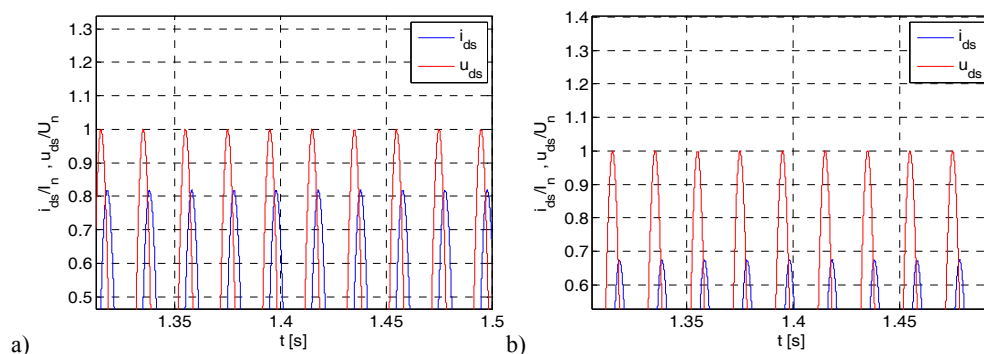 1.3
1.2
1.1
1
0.9
0.8
0.7
0.6
0.5
i_ds/I_n , u_ds/U_n
1.35
1.4
1.45
1.5
t [s]
i_ds
u_ds
a)
1.4
1.3
1.2
1.1
1
0.9
0.8
0.7
0.6
i_ds/I_n , u_ds/U_n
1.35
1.4
1.45
t [s]
i_ds
u_ds
b)